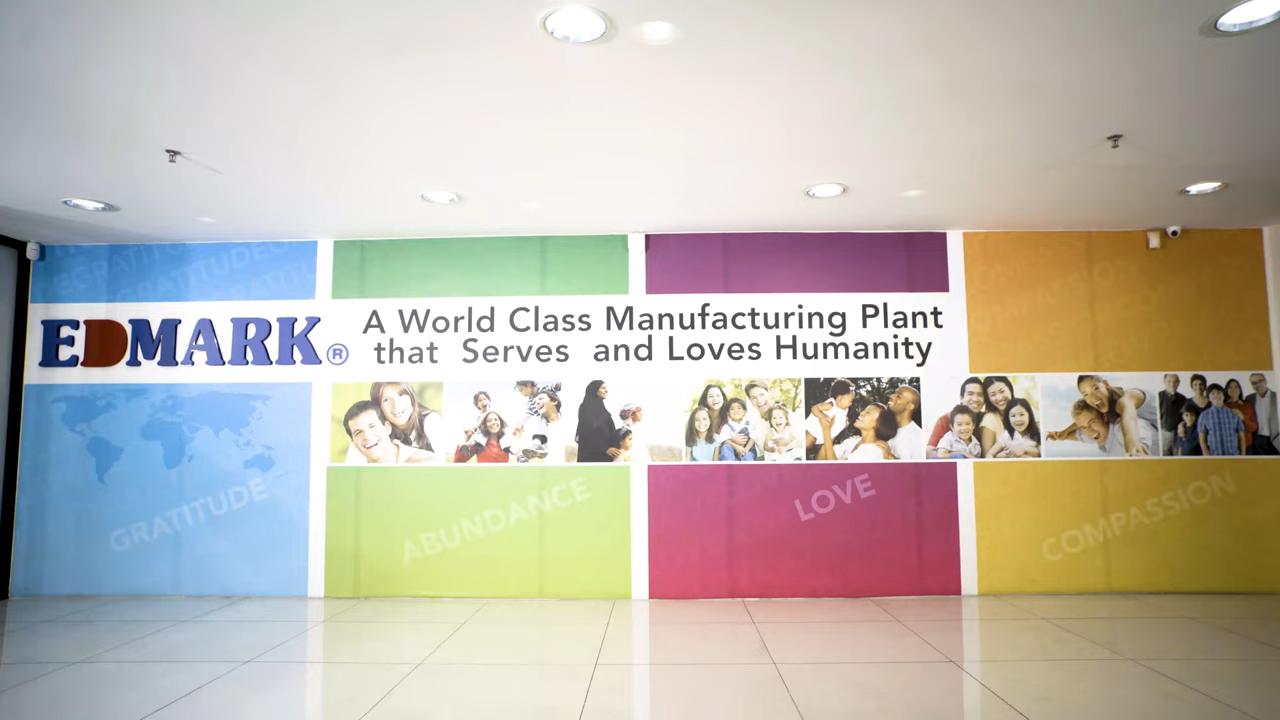 EDMARK®
A World Class Manufacturing Plant
that Serves and Loves Humanity
GRATITUDE
ABUNDANCE
LOVE
COMPASSION